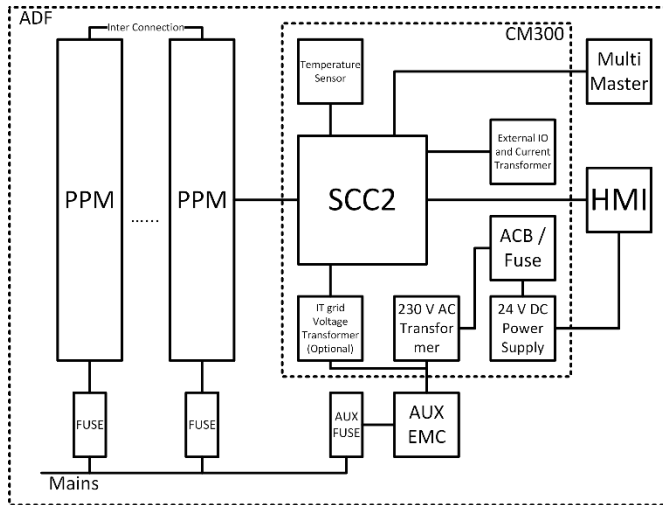 ADF
Inter Connection
CM300
Temperature
Sensor
Multi
Master
External IO
and Current
Transformer
PPM
......
PPM
SCC2
HMI
ACB /
Fuse
IT grid
Voltage
Transformer
(Optional)
230 V AC
Transfor
mer
24 V DC
Power
Supply
FUSE
FUSE
AUX
FUSE
AUX
EMC
Mains